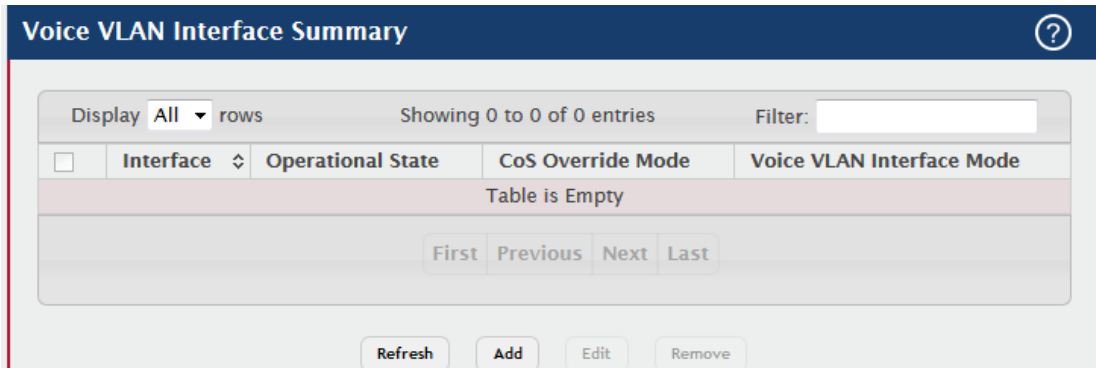 Voice VLAN Interface Summary ?
Display All rows Showing 0 to 0 of 0 entries Filter:
Interface Operational State CoS Override Mode Voice VLAN Interface Mode
Table is Empty
First Previous Next Last
Refresh Add Edit Remove